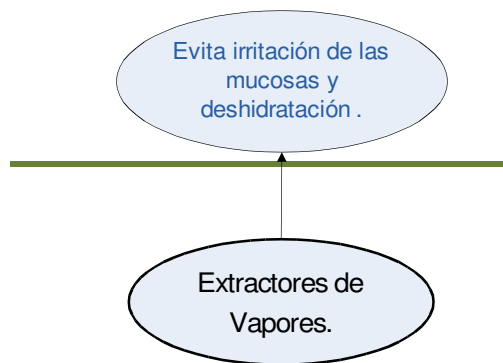 Evita irritación de las
mucosas y
deshidratación .
Extractores de
Vapores.